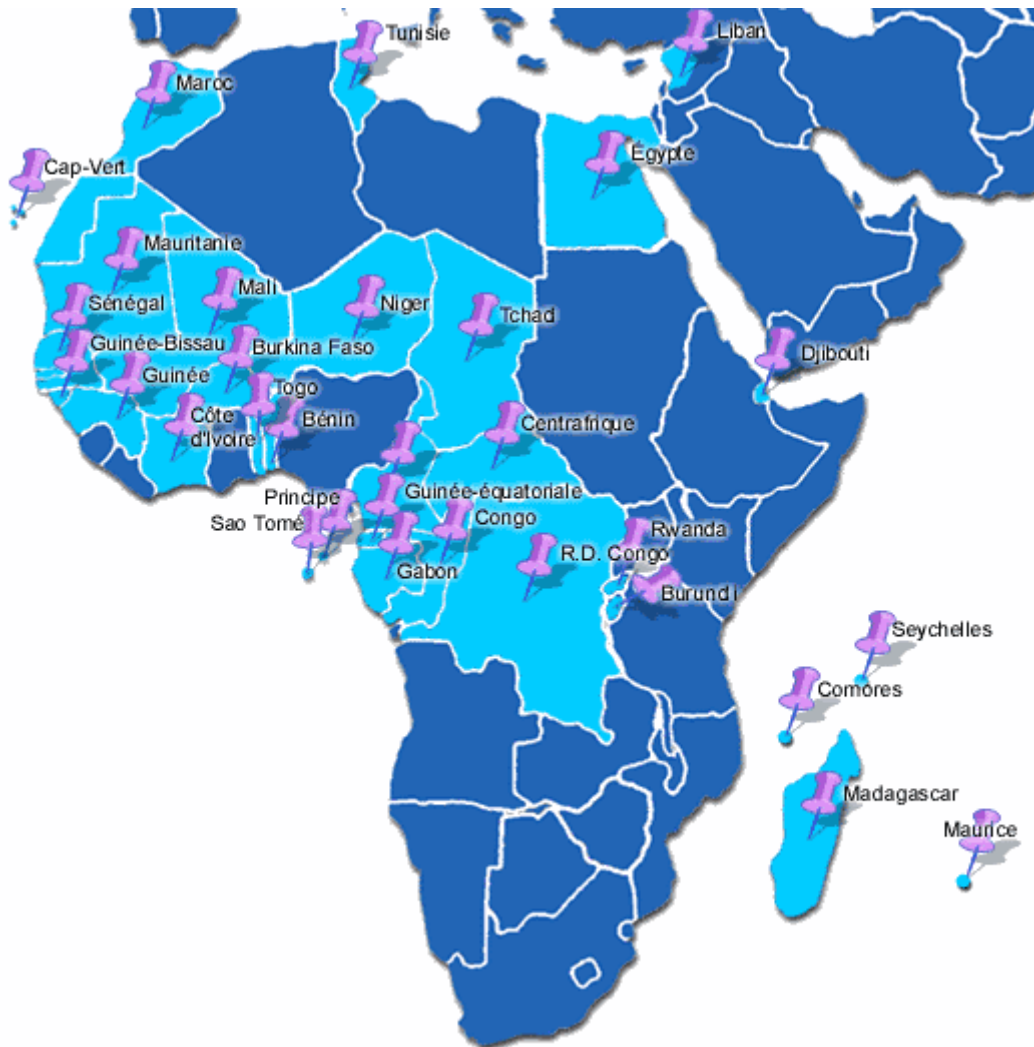 Tunisie
Liban
Maroc
Égypte
Cap-Vert
Mauritanie
Mali
Niger
Sénégal
Tchad
Guinée-Bissau
Burkina Faso
Djibouti
Guinée
Togo
Côte
d'Ivoire
Bénin
Centrafrique
Guinée-équatoriale
Principe
Sao Tomé
Congo
Rwanda
R.D. Congo
Gabon
Burundi
Seychelles
Comores
Madagascar
Maurice